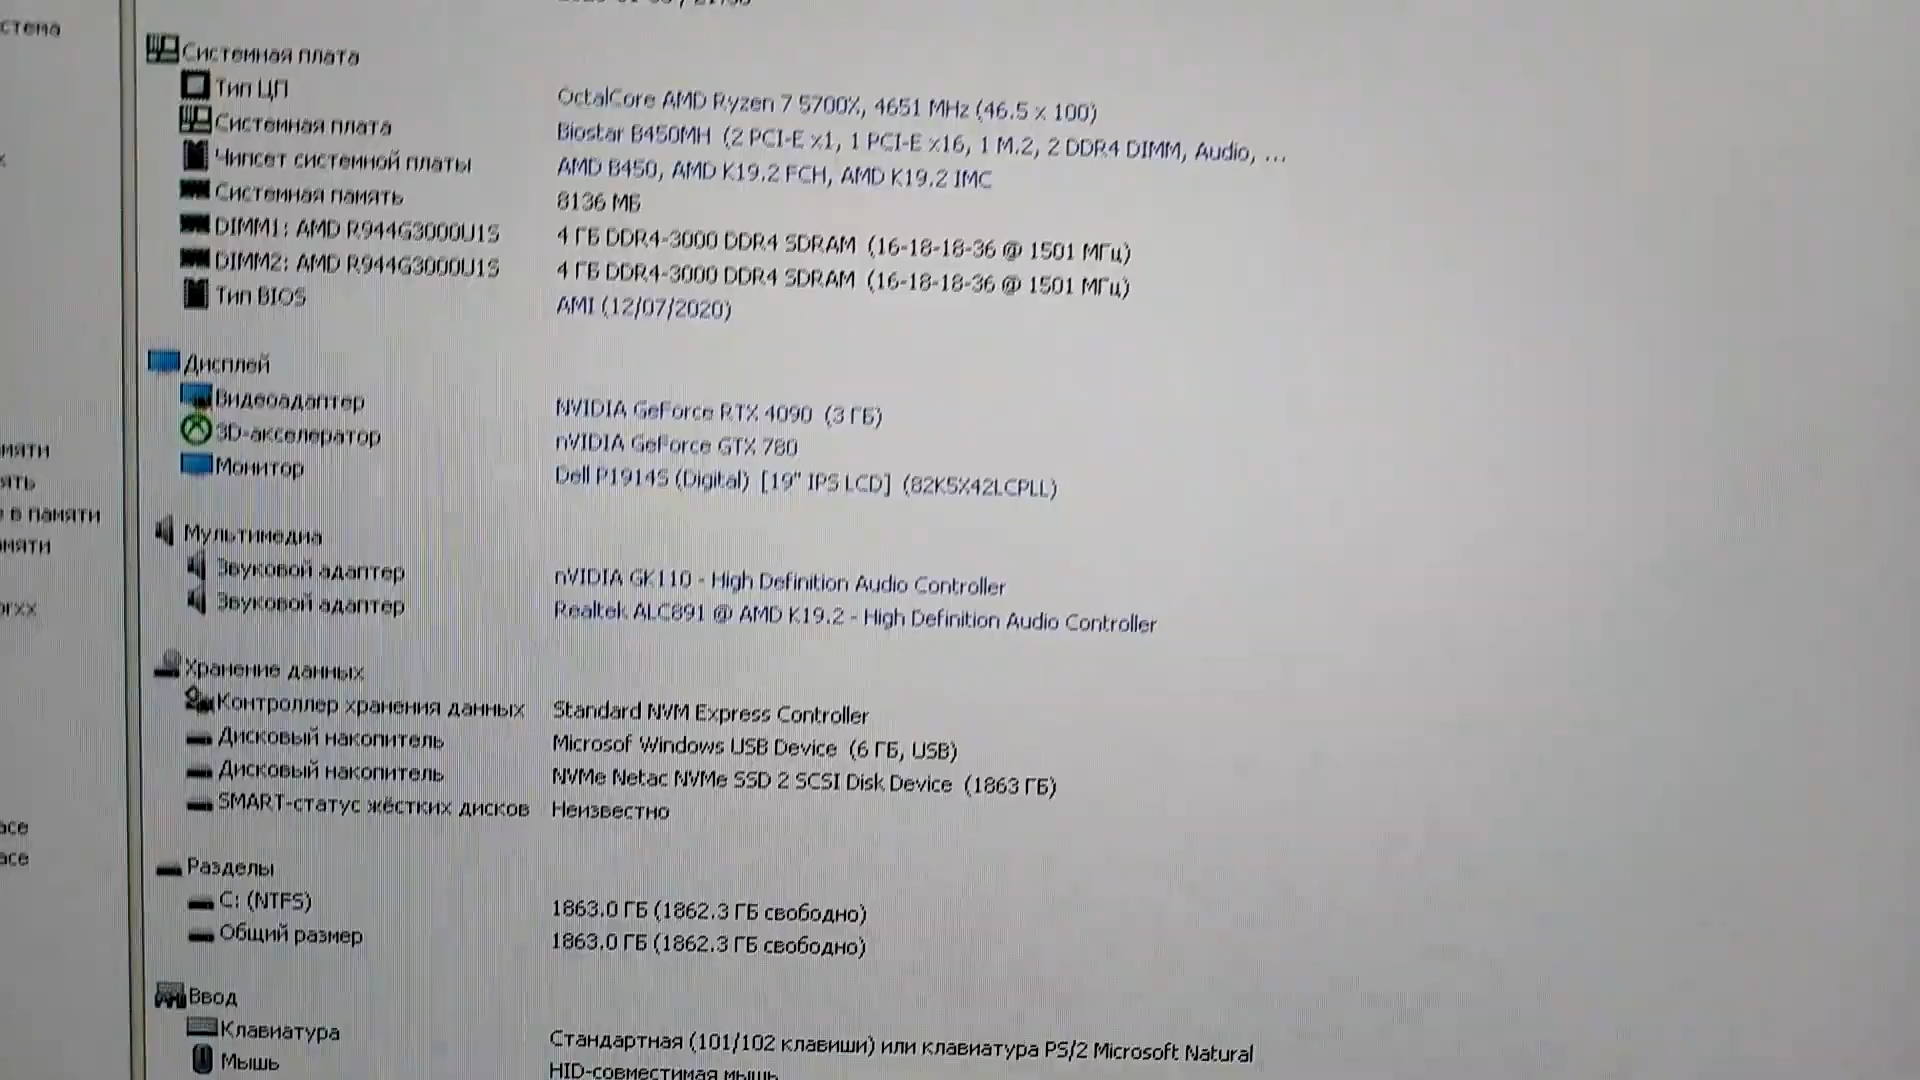 стема
Системная плата
Тип ЦП OctalCore AMD Ryzen 7 5700X, 4651 MHz (46.5 x 100)
Системная плата Biostar B450MH (2 PCI-E x1, 1 PCI-E x16, 1 M.2, 2 DDR4 DIMM, Audio, ...
Чипсет системной платы AMD B450, AMD K19.2 FCH, AMD K19.2 IMC
Системная память 8136 МБ
DIMM1: AMD R944G3000U1S 4 ГБ DDR4-3000 DDR4 SDRAM (16-18-18-36 @ 1501 МГц)
DIMM2: AMD R944G3000U1S 4 ГБ DDR4-3000 DDR4 SDRAM (16-18-18-36 @ 1501 МГц)
Тип BIOS AMI (12/07/2020)
Дисплей
Видеоадаптер NVIDIA GeForce RTX 4090 (3 ГБ)
3D-акселератор nVIDIA GeForce GTX 780
мяти
Монитор Dell P1914S (Digital) [19" IPS LCD] (82K5X42LCPLL)
ять
в памяти
Мультимедиа
мяти
Звуковой адаптер nVIDIA GK110 - High Definition Audio Controller
Звуковой адаптер Realtek ALC891 @ AMD K19.2 - High Definition Audio Controller
Хранение данных
Контроллер хранения данных Standard NVM Express Controller
Дисковый накопитель Microsof Windows USB Device (6 ГБ, USB)
Дисковый накопитель NVMe Netac NVMe SSD 2 SCSI Disk Device (1863 ГБ)
SMART-статус жёстких дисков Неизвестно
ace
ace
Разделы
C: (NTFS) 1863.0 ГБ (1862.3 ГБ свободно)
Общий размер 1863.0 ГБ (1862.3 ГБ свободно)
Ввод
Клавиатура Стандартная (101/102 клавиши) или клавиатура PS/2 Microsoft Natural
Мышь HID-совместимая мышь